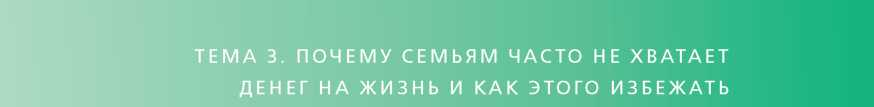 ТЕМА 3. ПОЧЕМУ СЕМЬЯМ ЧАСТО НЕ ХВАТАЕТ
ДЕНЕГ НА ЖИЗНЬ И КАК ЭТОГО ИЗБЕЖАТЬ